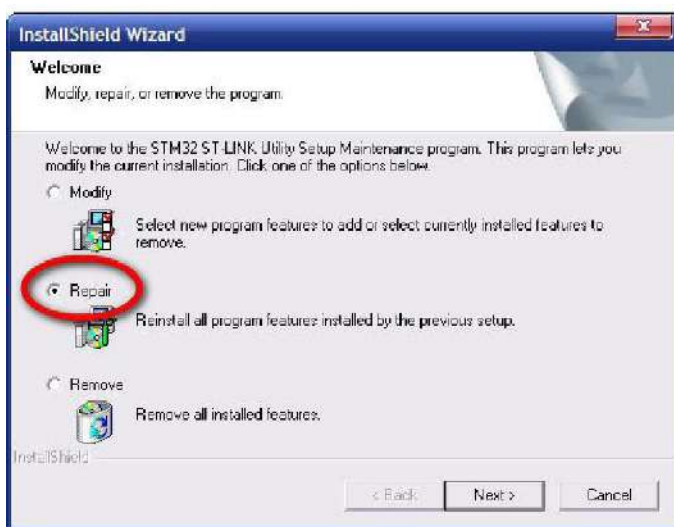 InstallShield Wizard
Welcome
Modify, repair, or remove the program.
Welcome to the STM32 ST-LINK Utility Setup Maintenance program. This program lets you
modify the current installation. Click one of the options below.
Modify
Select new program features to add or select currently installed features to
remove.
Repair
Reinstall all program features installed by the previous setup.
Remove
Remove all installed features.
InstallShield
< Back
Next >
Cancel